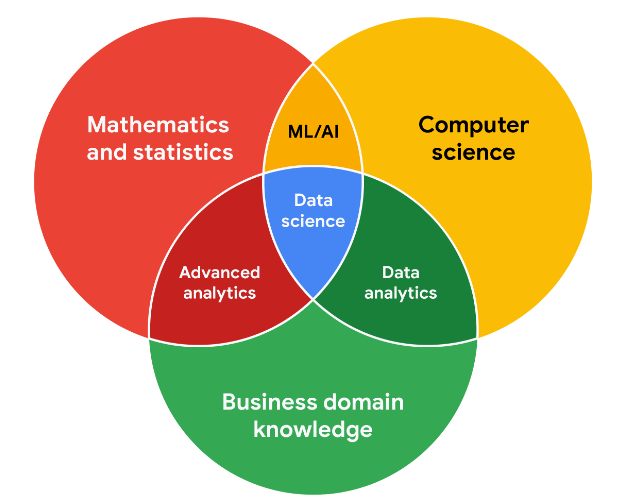 Mathematics
and statistics
ML/AI
Computer
science
Data
science
Advanced
analytics
Data
analytics
Business domain
knowledge